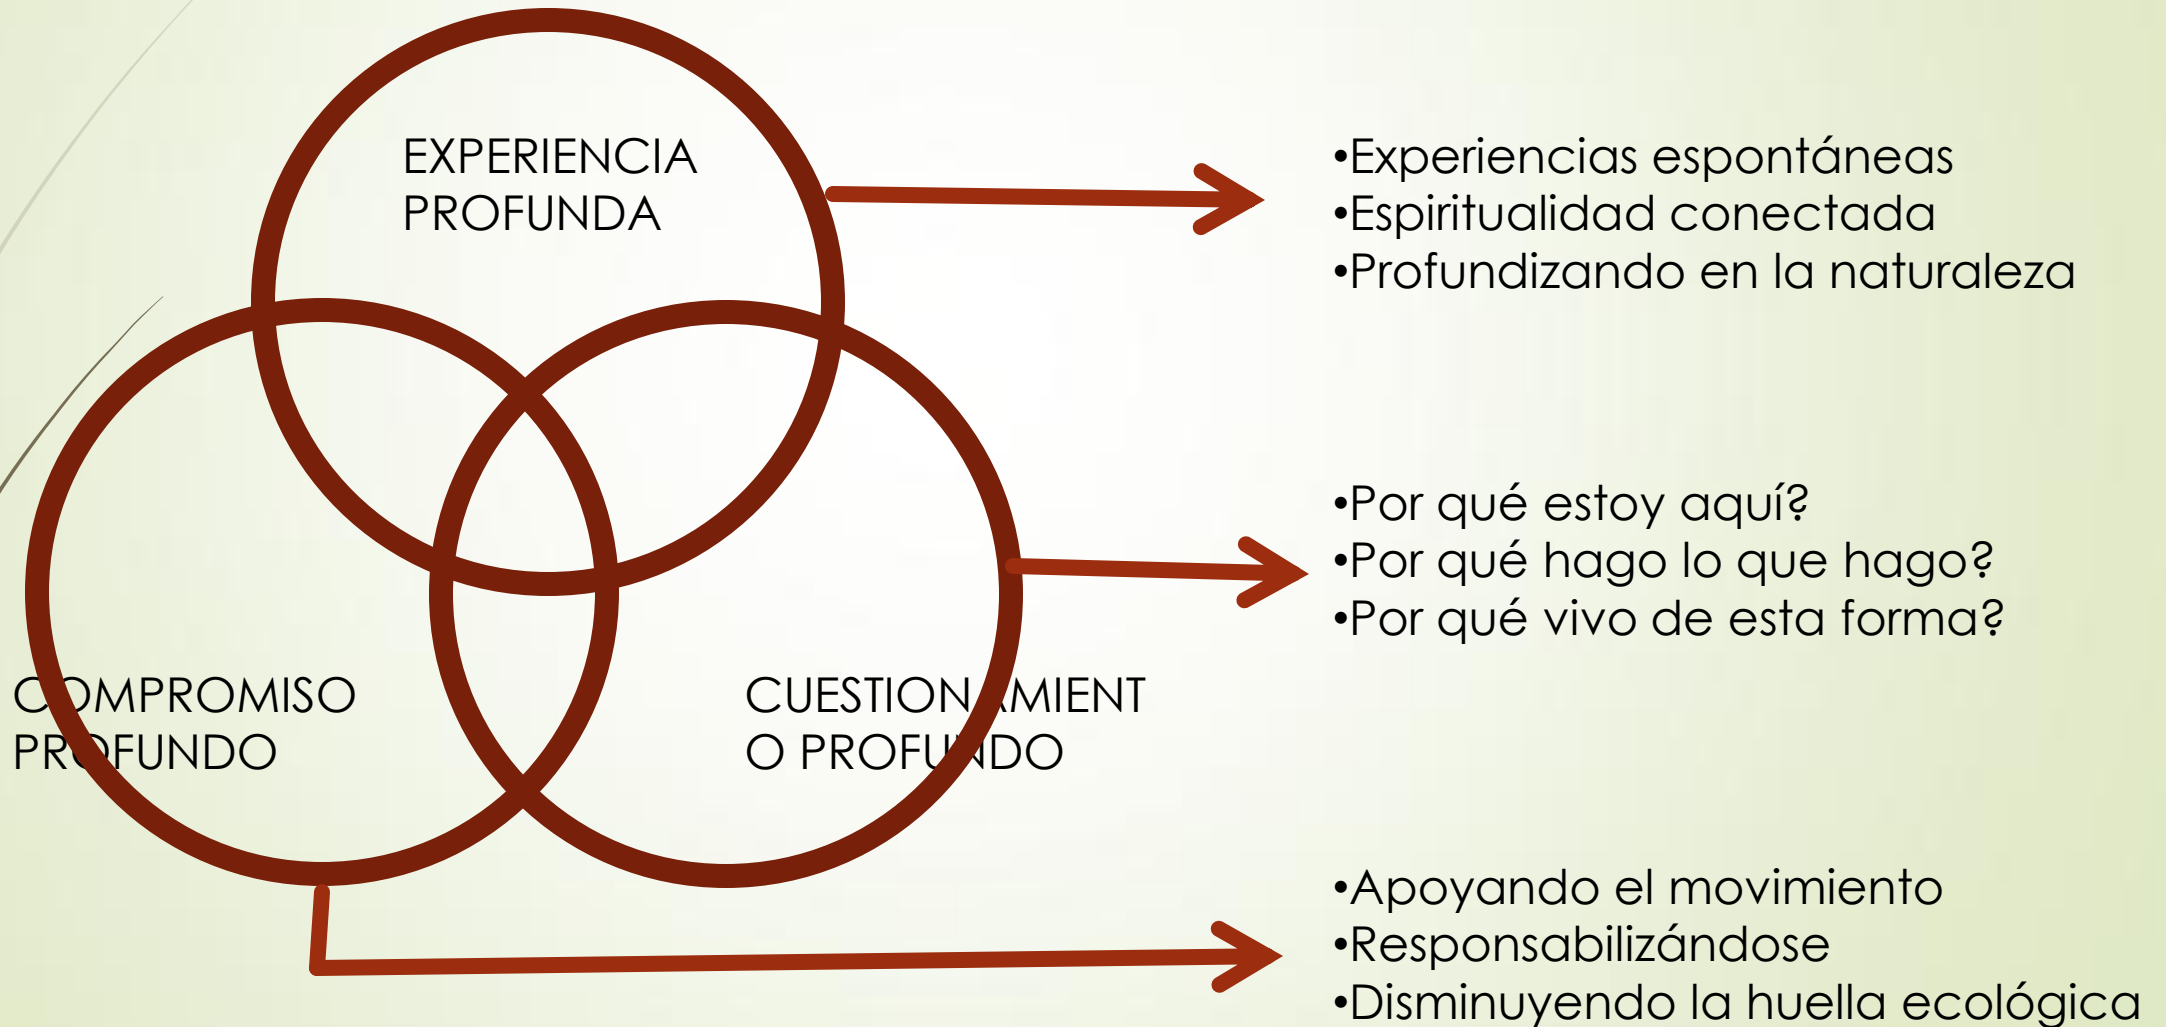 EXPERIENCIA
PROFUNDA
•Experiencias espontáneas
•Espiritualidad conectada
•Profundizando en la naturaleza
•Por qué estoy aquí?
•Por qué hago lo que hago?
•Por qué vivo de esta forma?
COMPROMISO
PROFUNDO
CUESTIONAMIENT
O PROFUNDO
•Apoyando el movimiento
•Responsabilizándose
•Disminuyendo la huella ecológica